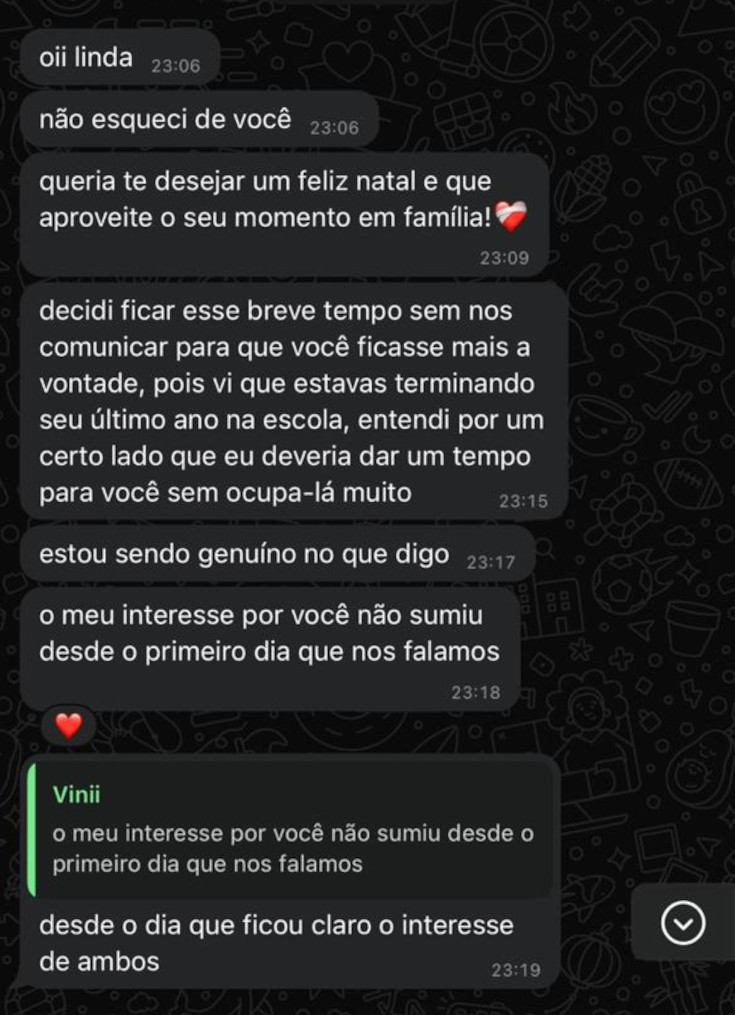 oii linda 23:06
não esqueci de você 23:06
queria te desejar um feliz natal e que
aproveite o seu momento em família!❤️‍🩹
23:09
decidi ficar esse breve tempo sem nos
comunicar para que você ficasse mais a
vontade, pois vi que estavas terminando
seu último ano na escola, entendi por um
certo lado que eu deveria dar um tempo
para você sem ocupa-lá muito 23:15
estou sendo genuíno no que digo 23:17
o meu interesse por você não sumiu
desde o primeiro dia que nos falamos
23:18
❤️
Vinii
o meu interesse por você não sumiu desde o
primeiro dia que nos falamos
desde o dia que ficou claro o interesse
de ambos 23:19